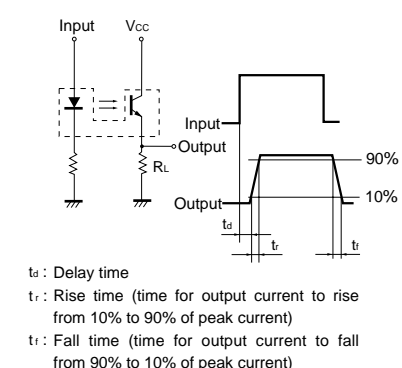 Input Vcc
Output
RL
Input
Output
90%
10%
td
tr
tf
td : Delay time
tr : Rise time (time for output current to rise
from 10% to 90% of peak current)
tf : Fall time (time for output current to fall
from 90% to 10% of peak current)